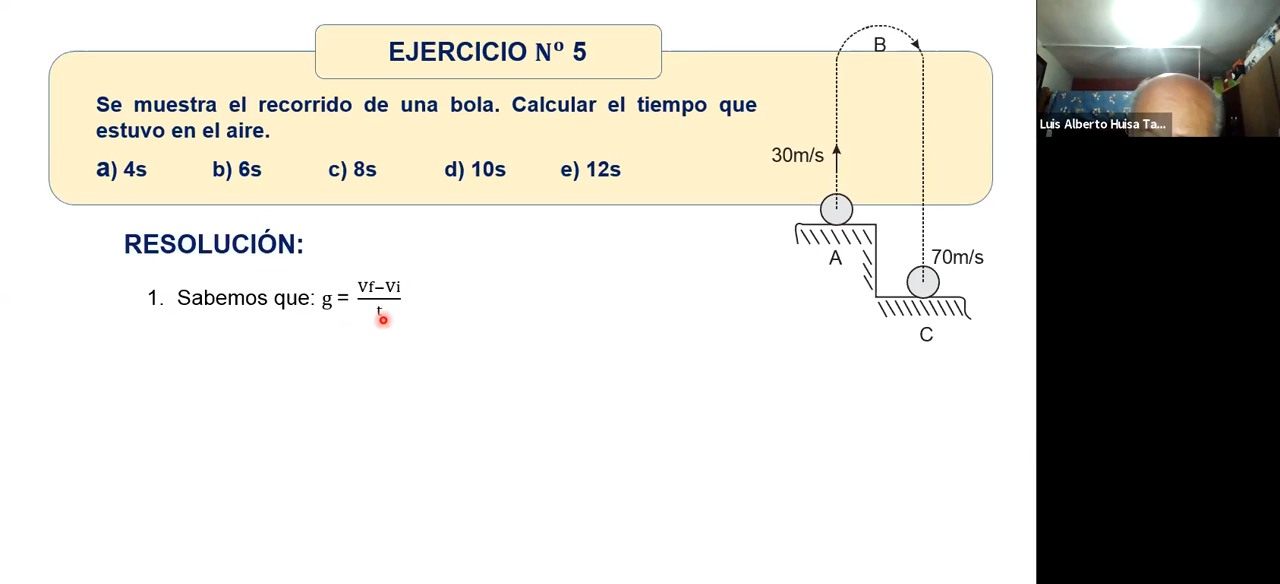 EJERCICIO Nº 5
Se muestra el recorrido de una bola. Calcular el tiempo que
estuvo en el aire.
a) 4s b) 6s c) 8s d) 10s e) 12s
B
30m/s
A
70m/s
C
RESOLUCIÓN:
1. Sabemos que: g = Vf−Vi
t
Luis Alberto Huisa Ta...